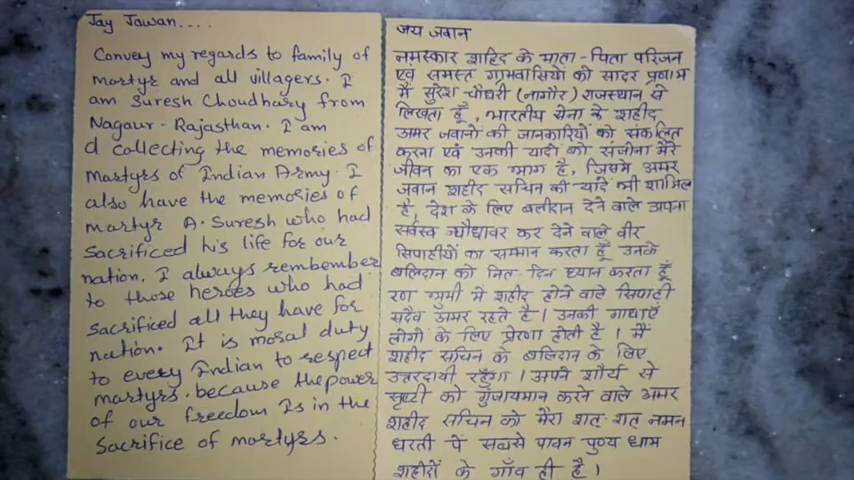 Jay Jawan....
Convey my regards to family of
martyr and all villagers. I
am Suresh Choudhary from
Nagaur-Rajasthan. I am
d collecting the memories of
Martyrs of Indian Army. I
also have the memories of
martyr A. Suresh who had
Sacrificed his life for our
nation. I always rembember
to those heroes who had
sacrificed all they have for
nation. It is moral duty
to every Indian to respect
martyrs. because the power
of our freedom Is in the
Sacrifice of martyrs.
जय जवान
नमस्कार शहिद के माता-पिता परिजन
एवं समस्त गामवासियों को सादर प्रणाम
मैं सुरेश चौधरी (नागौर) राजस्थान से
लिखता हूँ, भारतीय सेना के शहीद
अमर जवानों की जानकारियों को संकलित
करना एवं उनकी यादों को संजोना मेरे
जीवन का एक भाग है, जिसमे अमर
जवान शहीद सचिन की यादें भी शामिल
है, देश के लिए बलीदान देने वाले अपना
सर्वस्व न्यौछावर कर देने वाले वीर
सिपाहीयों का सम्मान करता हूँ उनके
बलिदान को नित-दिन ध्यान करता हूँ
रण भुमी में शहीद होने वाले सिपाही
सदैव अमर रहते है। उनकी गाथाएँ
लोगों के लिए प्रेरणा होती है। मैं
शहीद सचिन के बलिदान के लिए
उत्तरदायी रहूँगा। अपने शौर्य से
सृष्टी को गुँजायमान करने वाले अमर
शहीद सचिन को मेरा शत्-शत् नमन
धरती पे सबसे पावन पुण्य धाम
शहीदों के गाँव ही है।